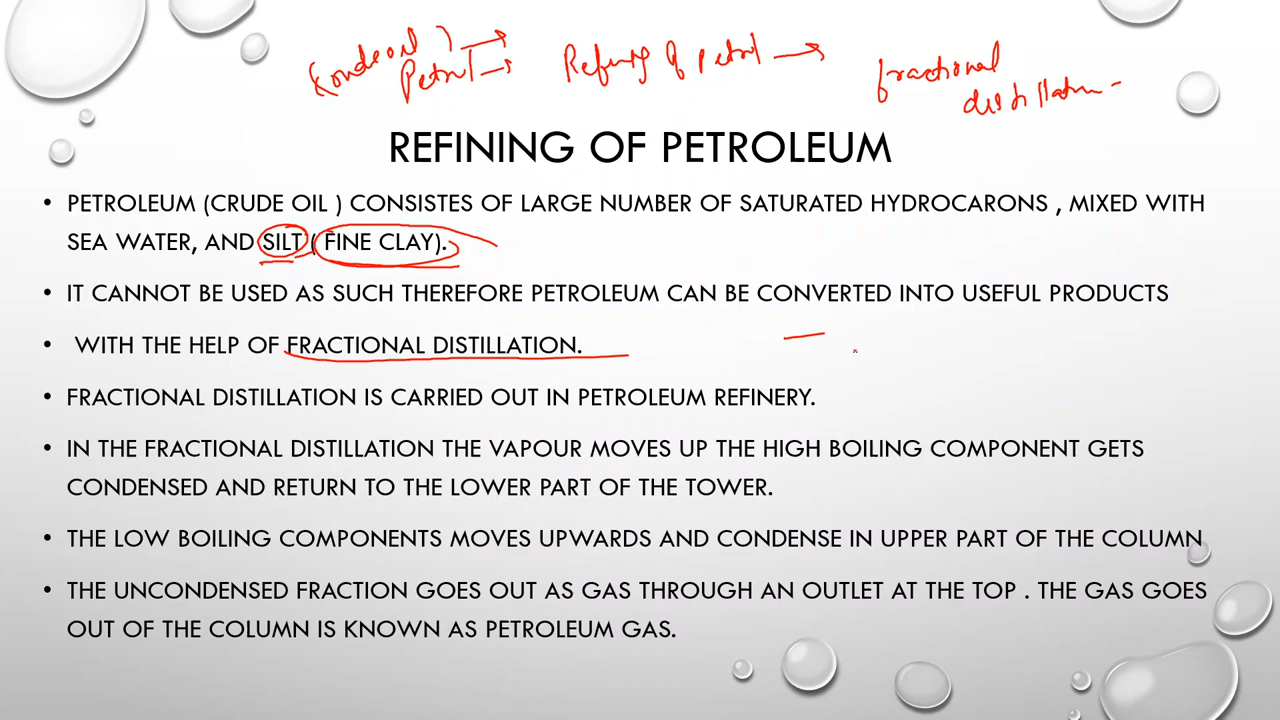 Refining of petrol → fractional
Petrol → distillation -
REFINING OF PETROLEUM
• PETROLEUM (CRUDE OIL ) CONSISTES OF LARGE NUMBER OF SATURATED HYDROCARONS , MIXED WITH
SEA WATER, AND SILT ( FINE CLAY).
• IT CANNOT BE USED AS SUCH THEREFORE PETROLEUM CAN BE CONVERTED INTO USEFUL PRODUCTS
• WITH THE HELP OF FRACTIONAL DISTILLATION.
• FRACTIONAL DISTILLATION IS CARRIED OUT IN PETROLEUM REFINERY.
• IN THE FRACTIONAL DISTILLATION THE VAPOUR MOVES UP THE HIGH BOILING COMPONENT GETS
CONDENSED AND RETURN TO THE LOWER PART OF THE TOWER.
• THE LOW BOILING COMPONENTS MOVES UPWARDS AND CONDENSE IN UPPER PART OF THE COLUMN
• THE UNCONDENSED FRACTION GOES OUT AS GAS THROUGH AN OUTLET AT THE TOP . THE GAS GOES
OUT OF THE COLUMN IS KNOWN AS PETROLEUM GAS.